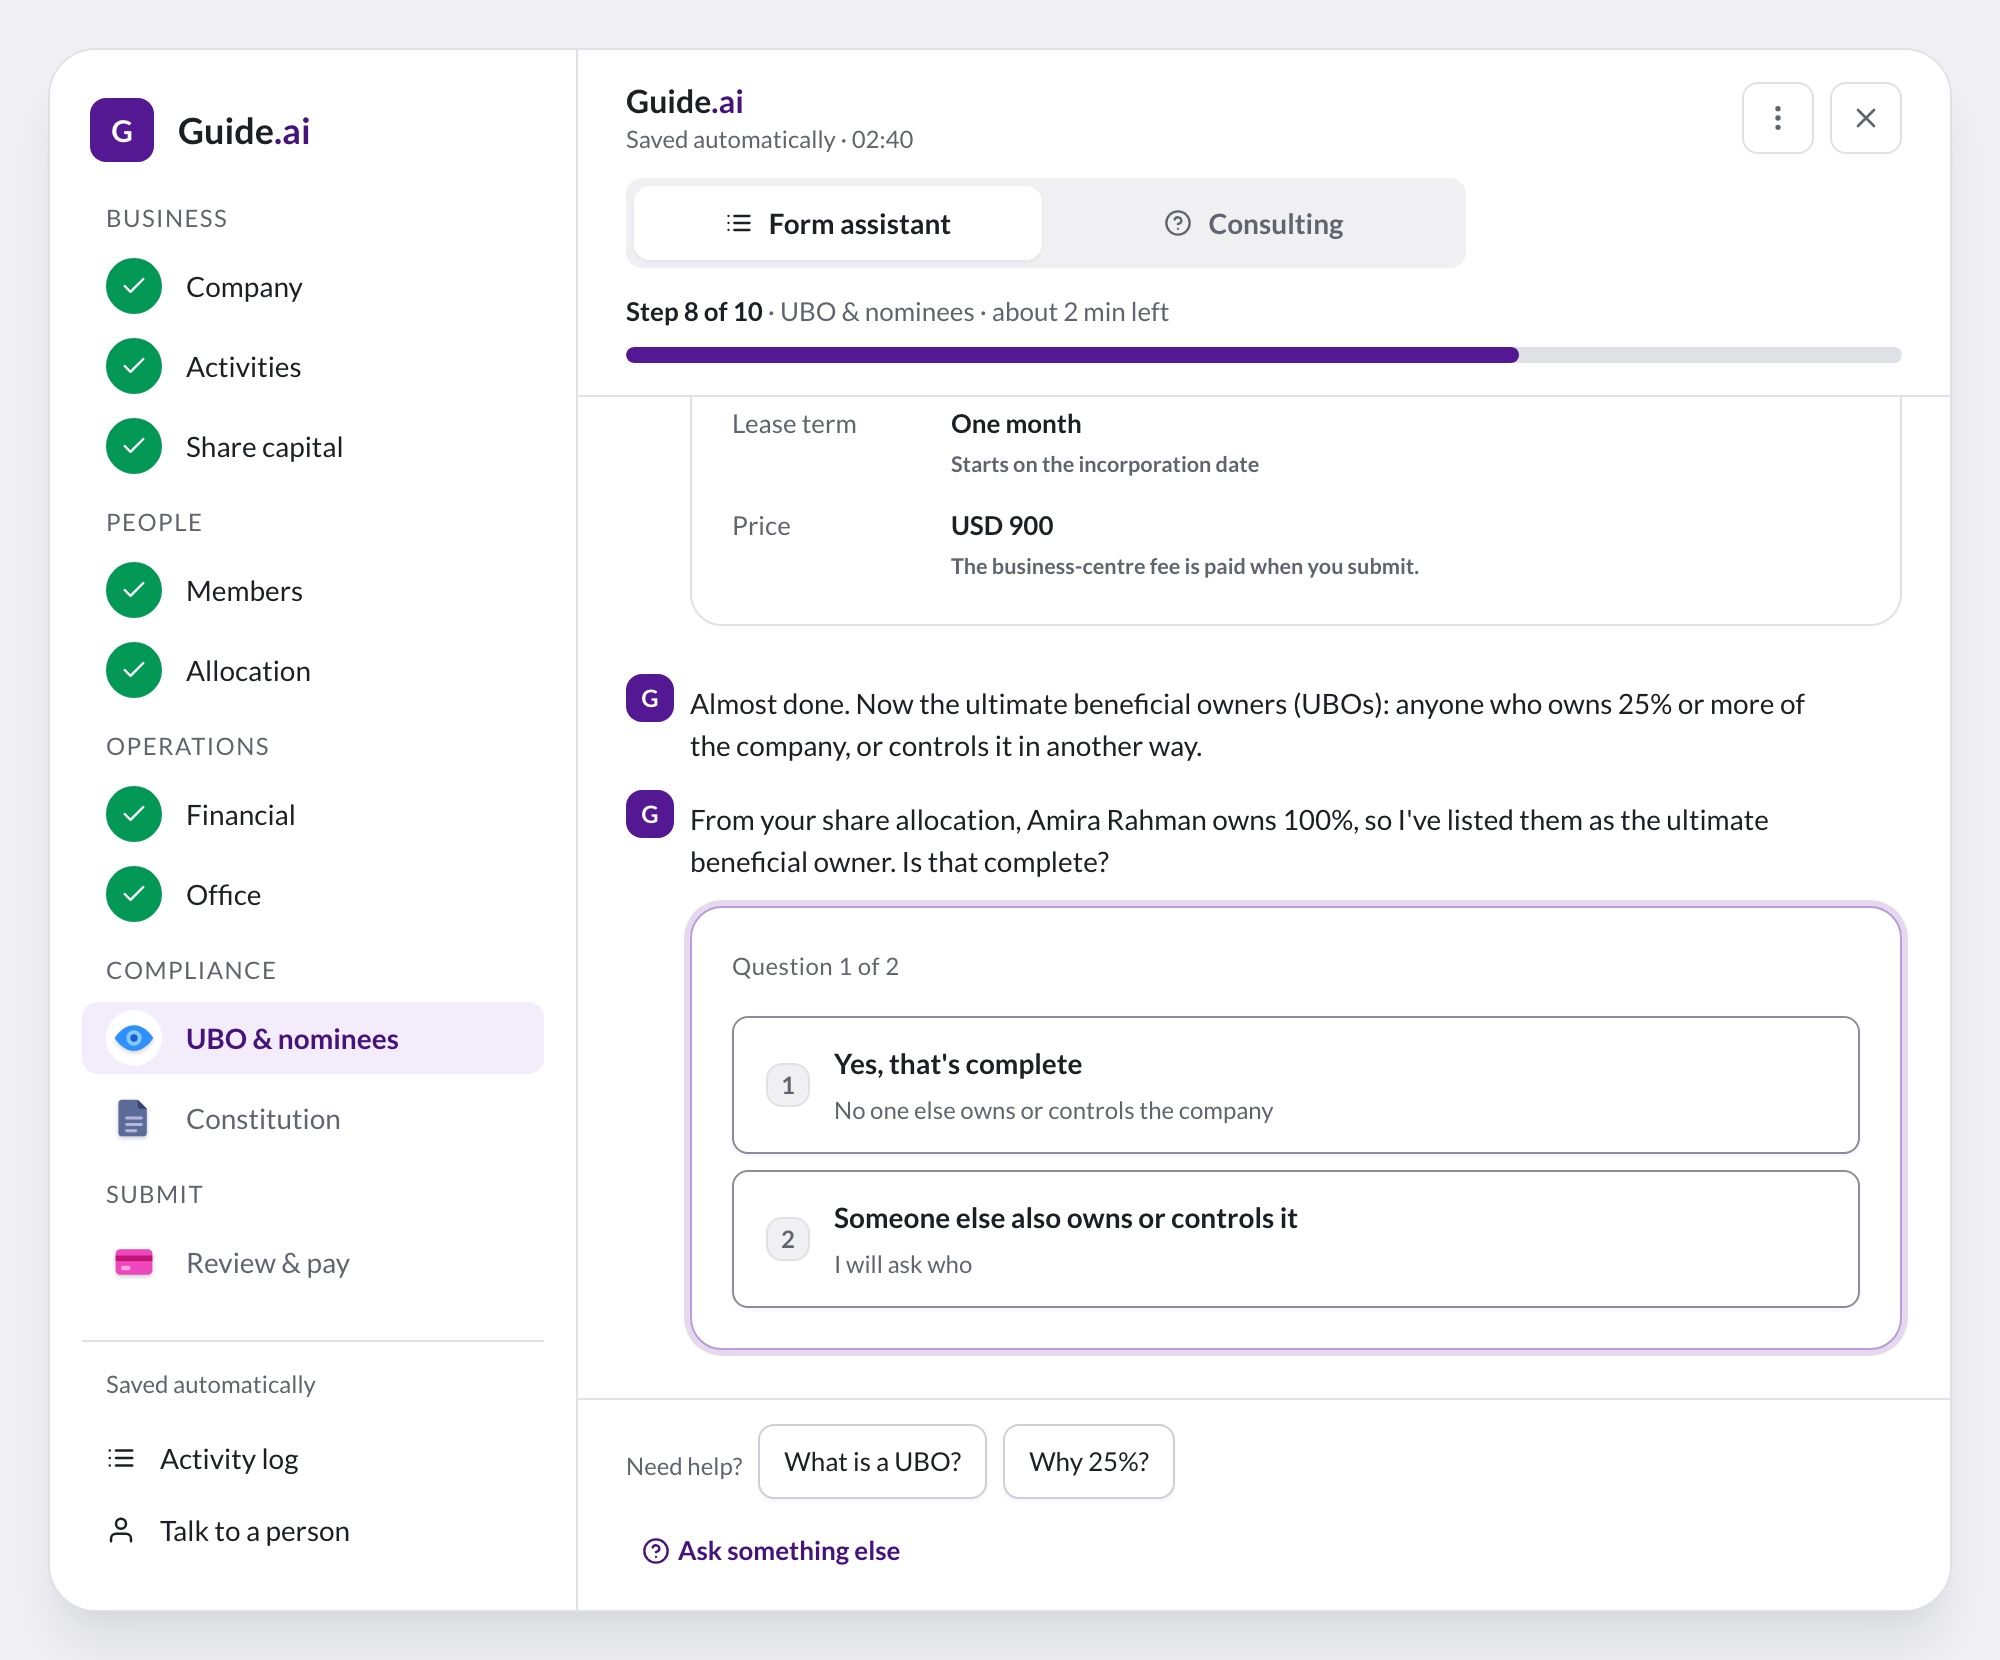 G Guide.ai
BUSINESS
Company
Activities
Share capital
PEOPLE
Members
Allocation
OPERATIONS
Financial
Office
COMPLIANCE
UBO & nominees
Constitution
SUBMIT
Review & pay
Saved automatically
Activity log
Talk to a person
Guide.ai
Saved automatically · 02:40
Form assistant
Consulting
Step 8 of 10 · UBO & nominees · about 2 min left
Lease term One month
Starts on the incorporation date
Price USD 900
The business-centre fee is paid when you submit.
G Almost done. Now the ultimate beneficial owners (UBOs): anyone who owns 25% or more of
the company, or controls it in another way.
G From your share allocation, Amira Rahman owns 100%, so I've listed them as the ultimate
beneficial owner. Is that complete?
Question 1 of 2
1 Yes, that's complete
No one else owns or controls the company
2 Someone else also owns or controls it
I will ask who
Need help? What is a UBO? Why 25%?
Ask something else